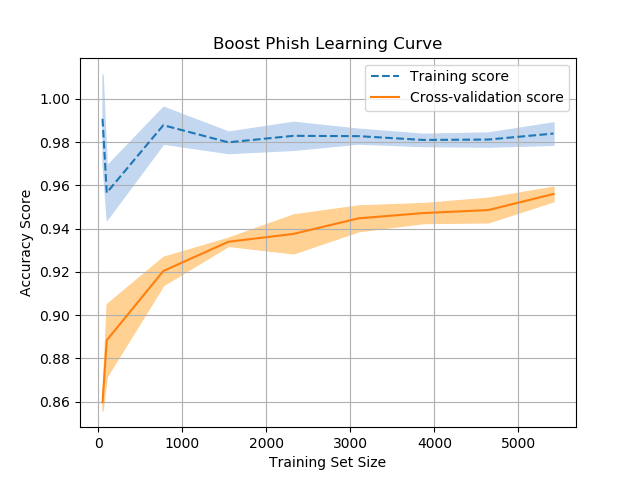 Boost Phish Learning Curve
Training score
Cross-validation score
1.00
0.98
0.96
0.94
0.92
0.90
0.88
0.86
Accuracy Score
0 1000 2000 3000 4000 5000
Training Set Size